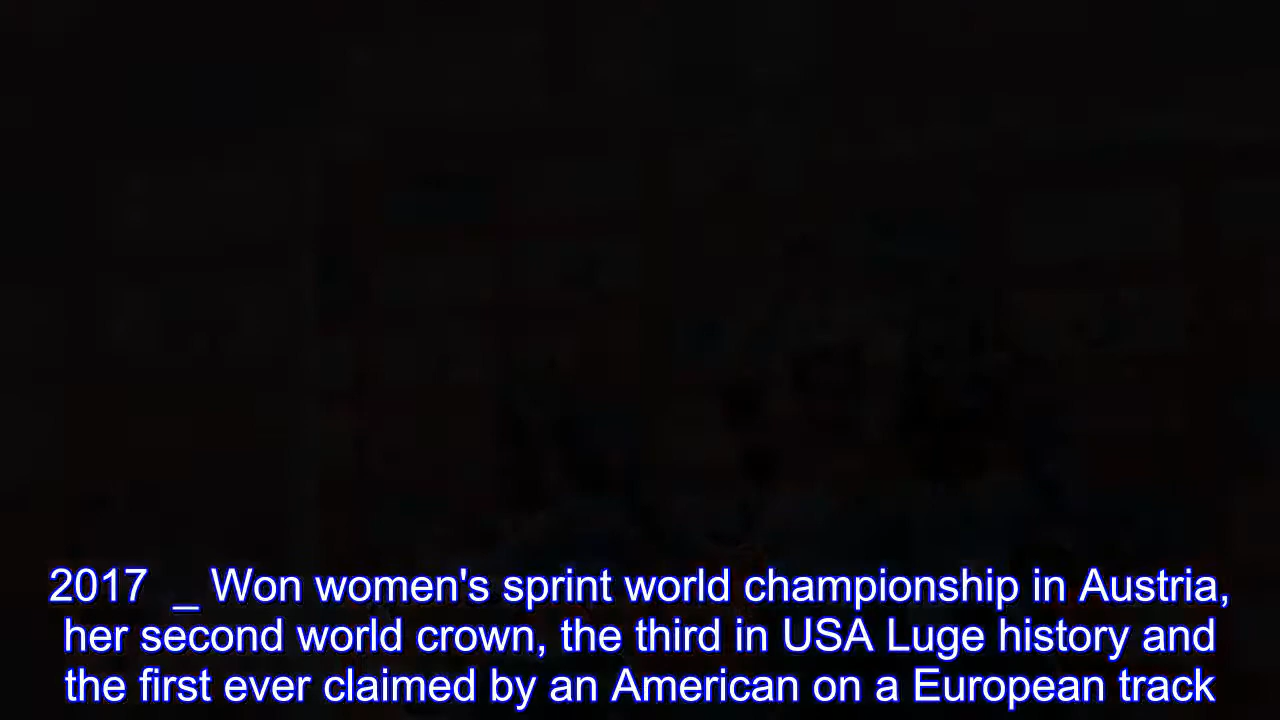 2017 _ Won women's sprint world championship in Austria,
her second world crown, the third in USA Luge history and
the first ever claimed by an American on a European track